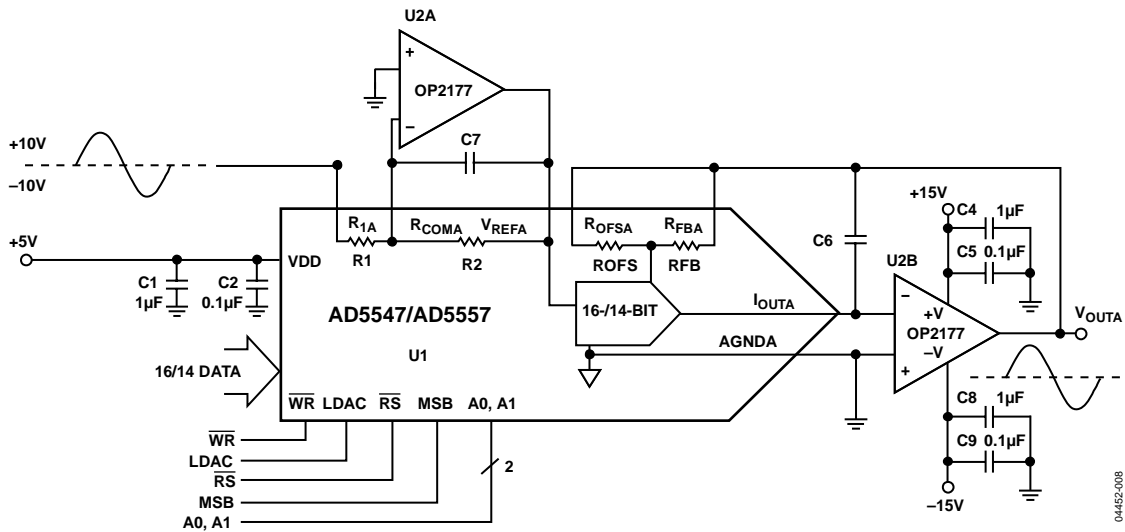 U2A
+
OP2177
–
C7
+10V
–10V
+15V
C4 1µF
R1A
RCOMA
VREFA
ROFSA
RFBA
C6
+5V
R1
R2
ROFS
RFB
C5 0.1µF
U2B
VDD
C1
1µF
C2
0.1µF
16-/14-BIT
IOUTA
–
+V
VOUTA
AD5547/AD5557
OP2177
AGNDA
–V
U1
+
16/14 DATA
C8 1µF
WR LDAC RS MSB A0, A1
C9 0.1µF
WR
LDAC
2
RS
–15V
MSB
A0, A1
04452-008